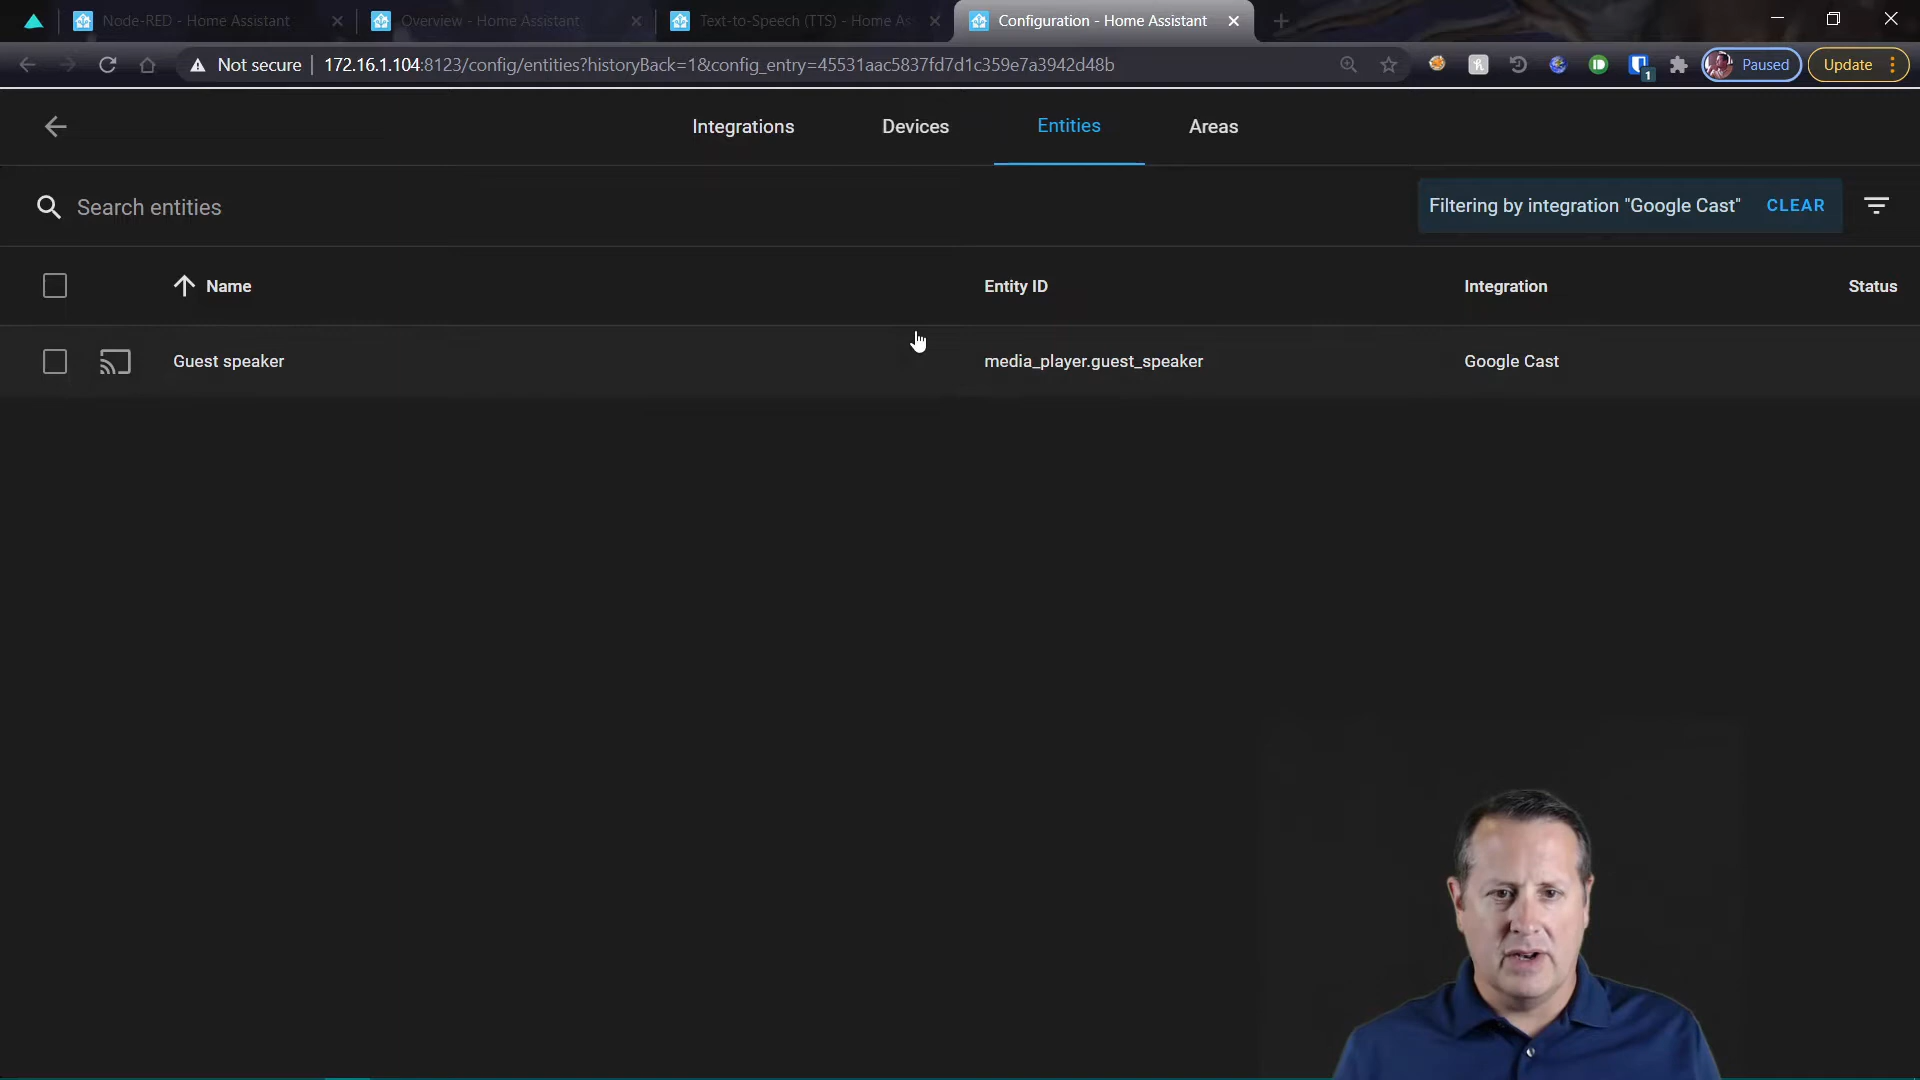 Node-RED - Home Assistant
Overview - Home Assistant
Text-to-Speech (TTS) - Home As
Configuration - Home Assistant
Not secure
172.16.1.104:8123/config/entities?historyBack=1&config_entry=45531aac5837fd7d1c359e7a3942d48b
1
Paused
Update
Integrations
Devices
Entities
Areas
Search entities
Filtering by integration "Google Cast"
CLEAR
Name
Entity ID
Integration
Status
Guest speaker
media_player.guest_speaker
Google Cast